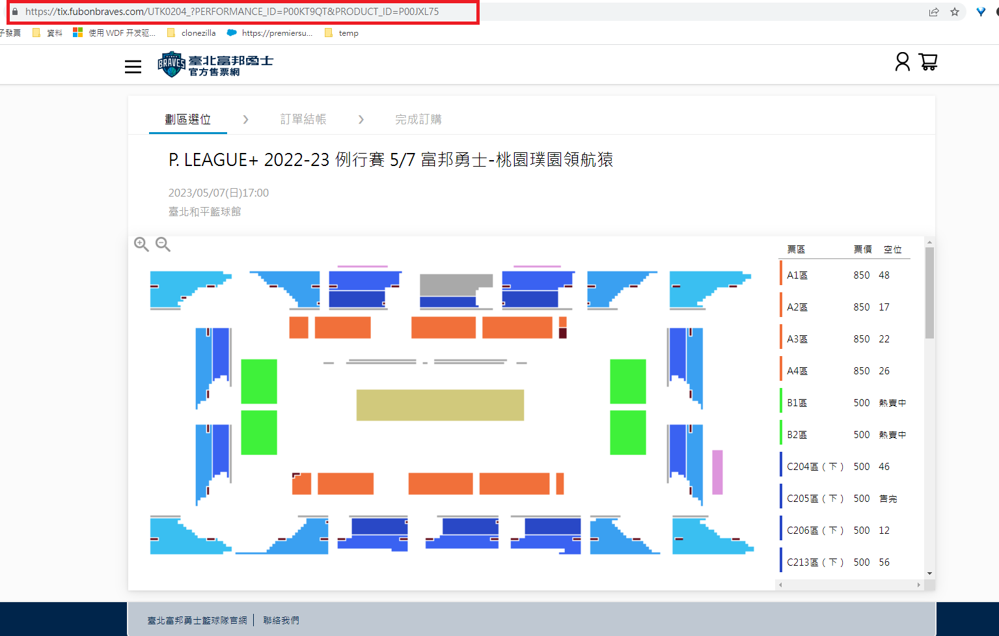 https://tix.fubonbraves.com/UTK0204_?PERFORMANCE_ID=P00KT9QT&PRODUCT_ID=P00JXL75
子發票 資料 使用 WDF 开发驱... clonezilla https://premiersu... temp
BRAVES 臺北富邦勇士
官方售票網
劃區選位 > 訂單結帳 > 完成訂購
P. LEAGUE+ 2022-23 例行賽 5/7 富邦勇士-桃園璞園領航猿
2023/05/07(日)17:00
臺北和平籃球館
票區 票價 空位
A1區 850 48
A2區 850 17
A3區 850 22
A4區 850 26
B1區 500 熱賣中
B2區 500 熱賣中
C204區（下） 500 46
C205區（下） 500 售完
C206區（下） 500 12
C213區（下） 500 56
臺北富邦勇士籃球隊官網 聯絡我們